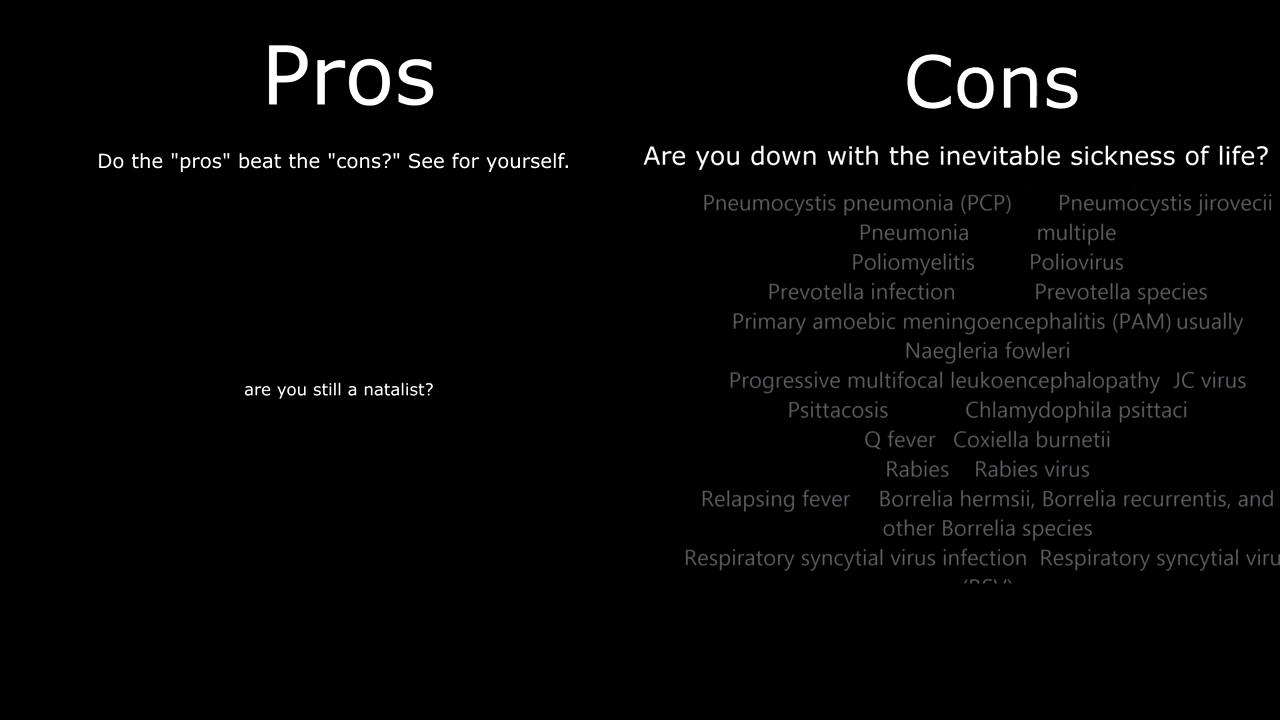 Pros
Do the "pros" beat the "cons?" See for yourself.
are you still a natalist?
Cons
Are you down with the inevitable sickness of life?
Pneumocystis pneumonia (PCP) Pneumocystis jirovecii
Pneumonia multiple
Poliomyelitis Poliovirus
Prevotella infection Prevotella species
Primary amoebic meningoencephalitis (PAM) usually
Naegleria fowleri
Progressive multifocal leukoencephalopathy JC virus
Psittacosis Chlamydophila psittaci
Q fever Coxiella burnetii
Rabies Rabies virus
Relapsing fever Borrelia hermsii, Borrelia recurrentis, and
other Borrelia species
Respiratory syncytial virus infection Respiratory syncytial viru